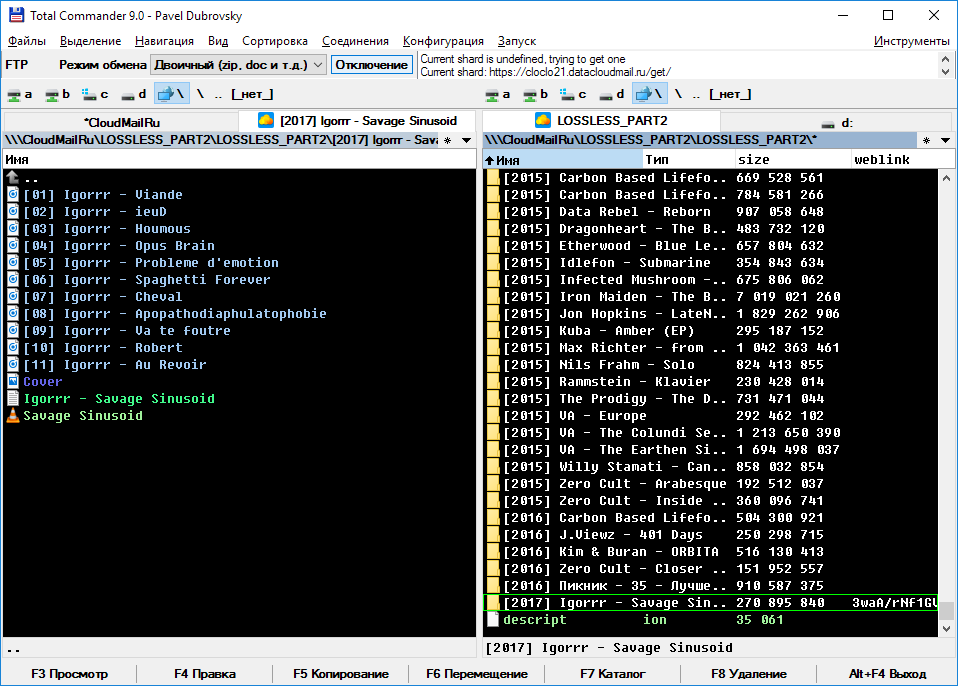 Total Commander 9.0 - Pavel Dubrovsky
Файлы Выделение Навигация Вид Сортировка Соединения Конфигурация Запуск Инструменты
FTP Режим обмена Двоичный (zip, doc и т.д.) Отключение
Current shard is undefined, trying to get one
Current shard: https://cloclo21.datacloudmail.ru/get/
a b c d \ \ .. [_нет_]
a b c d \ \ .. [_нет_]
*CloudMailRu [2017] Igorrr - Savage Sinusoid
\\\CloudMailRu\LOSSLESS_PART2\LOSSLESS_PART2\[2017] Igorrr - Sava * ▼
Имя
..
[01] Igorrr - Viande
[02] Igorrr - ieuD
[03] Igorrr - Houmous
[04] Igorrr - Opus Brain
[05] Igorrr - Probleme d'emotion
[06] Igorrr - Spaghetti Forever
[07] Igorrr - Cheval
[08] Igorrr - Apopathodiaphulatophobie
[09] Igorrr - Va te foutre
[10] Igorrr - Robert
[11] Igorrr - Au Revoir
Cover
Igorrr - Savage Sinusoid
Savage Sinusoid
..
LOSSLESS_PART2 d:
\\\CloudMailRu\LOSSLESS_PART2\LOSSLESS_PART2\* * ▼
Имя Тип size weblink
[2015] Carbon Based Lifefo.. 669 528 561
[2015] Carbon Based Lifefo.. 784 581 266
[2015] Data Rebel - Reborn 907 058 648
[2015] Dragonheart - The B.. 483 732 120
[2015] Etherwood - Blue Le.. 657 804 632
[2015] Idlefon - Submarine 354 843 634
[2015] Infected Mushroom -.. 675 806 062
[2015] Iron Maiden - The B.. 7 019 021 260
[2015] Jon Hopkins - LateN.. 1 829 262 906
[2015] Kuba - Amber (EP) 295 187 152
[2015] Max Richter - from .. 1 042 363 461
[2015] Nils Frahm - Solo 824 413 855
[2015] Rammstein - Klavier 230 428 014
[2015] The Prodigy - The D.. 731 471 044
[2015] VA - Europe 292 462 102
[2015] VA - The Colundi Se.. 1 213 650 390
[2015] VA - The Earthen Si.. 1 694 498 037
[2015] Willy Stamati - Can.. 858 032 854
[2015] Zero Cult - Arabesque 192 512 037
[2015] Zero Cult - Inside .. 360 096 741
[2016] Carbon Based Lifefo.. 504 300 921
[2016] J.Viewz - 401 Days 250 298 715
[2016] Kim & Buran - ORBITA 516 130 413
[2016] Zero Cult - Closer .. 151 952 557
[2016] Пикник - 35 - Лучше.. 910 587 375
[2017] Igorrr - Savage Sin.. 270 895 840 3waA/rNf1GV
descript ion 35 061
[2017] Igorrr - Savage Sinusoid
F3 Просмотр F4 Правка F5 Копирование F6 Перемещение F7 Каталог F8 Удаление Alt+F4 Выход